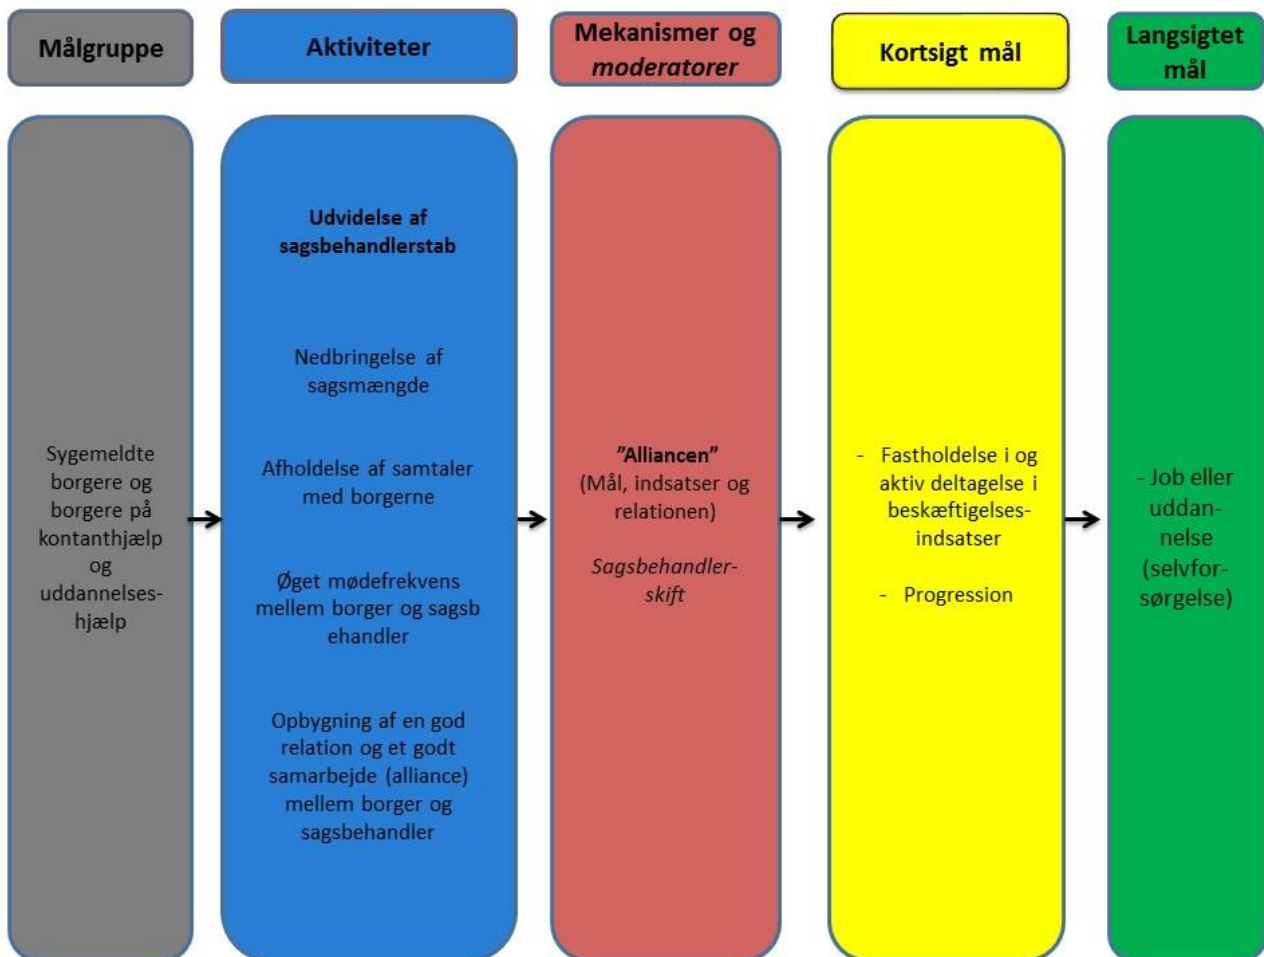 Målgruppe
Aktiviteter
Mekanismer og
moderatorer
Kortsigt mål
Langsigtet
mål
Sygemeldte
borgere og
borgere på
kontanthjælp
og
uddannelses-
hjælp
Udvidelse af
sagsbehandlerstab
Nedbringelse af
sagsmængde
Afholdelse af samtaler
med borgerne
Øget mødefrekvens
mellem borger og sagsb
ehandler
Opbygning af en god
relation og et godt
samarbejde (alliance)
mellem borger og
sagsbehandler
”Alliancen”
(Mål, indsatser og
relationen)
Sagsbehandler-
skift
- Fastholdelse i og
aktiv deltagelse i
beskæftigelses-
indsatser
- Progression
- Job eller
uddan-
nelse
(selvfor-
sørgelse)